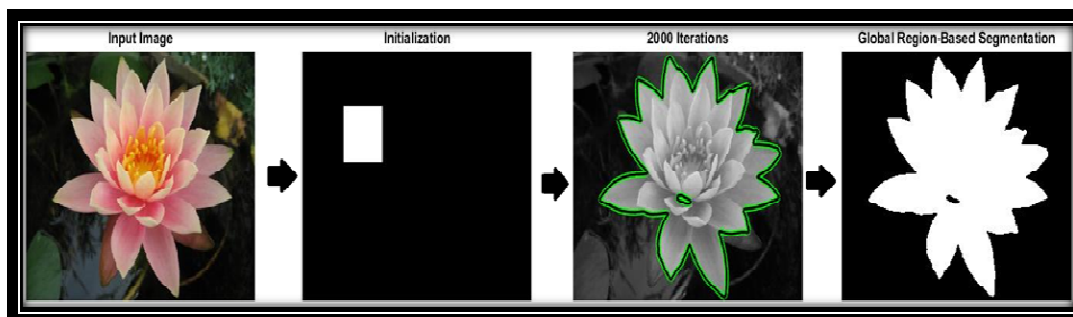 Input Image
Initialization
2000 Iterations
Global Region-Based Segmentation